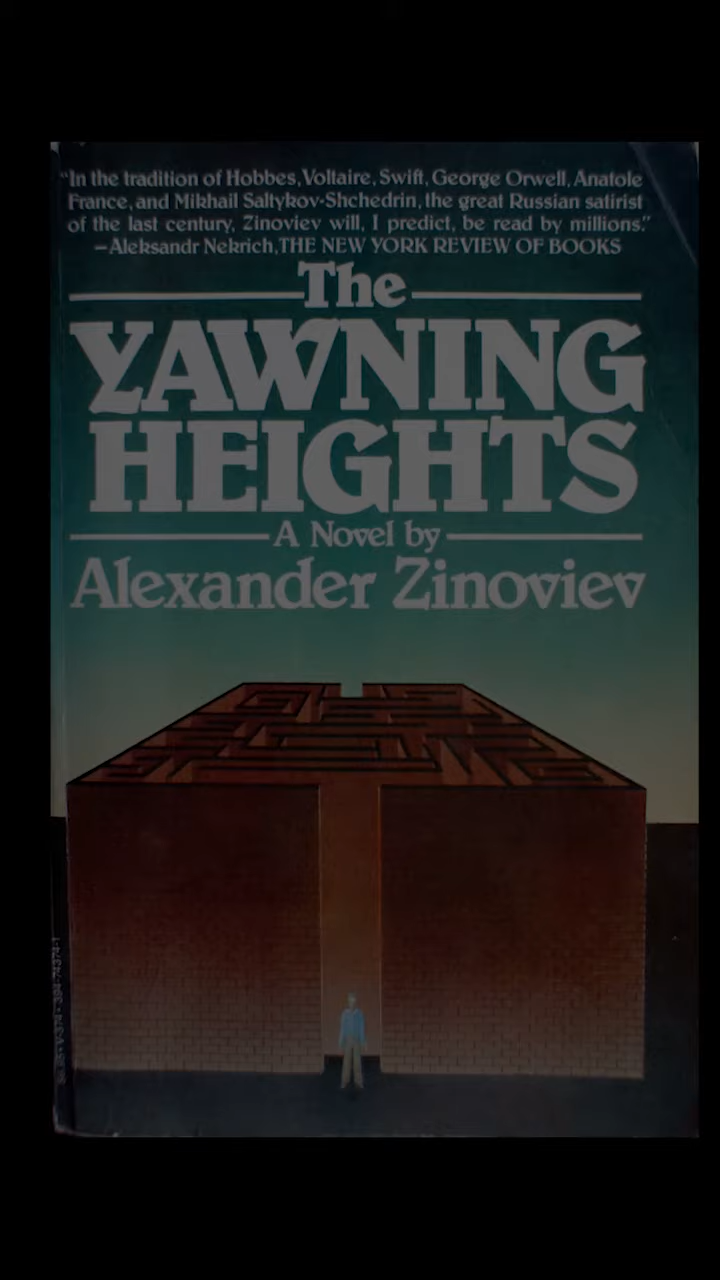 “In the tradition of Hobbes, Voltaire, Swift, George Orwell, Anatole
France, and Mikhail Saltykov-Shchedrin, the great Russian satirist
of the last century, Zinoviev will, I predict, be read by millions.”
—Aleksandr Nekrich, THE NEW YORK REVIEW OF BOOKS
The
YAWNING
HEIGHTS
A Novel by
Alexander Zinoviev